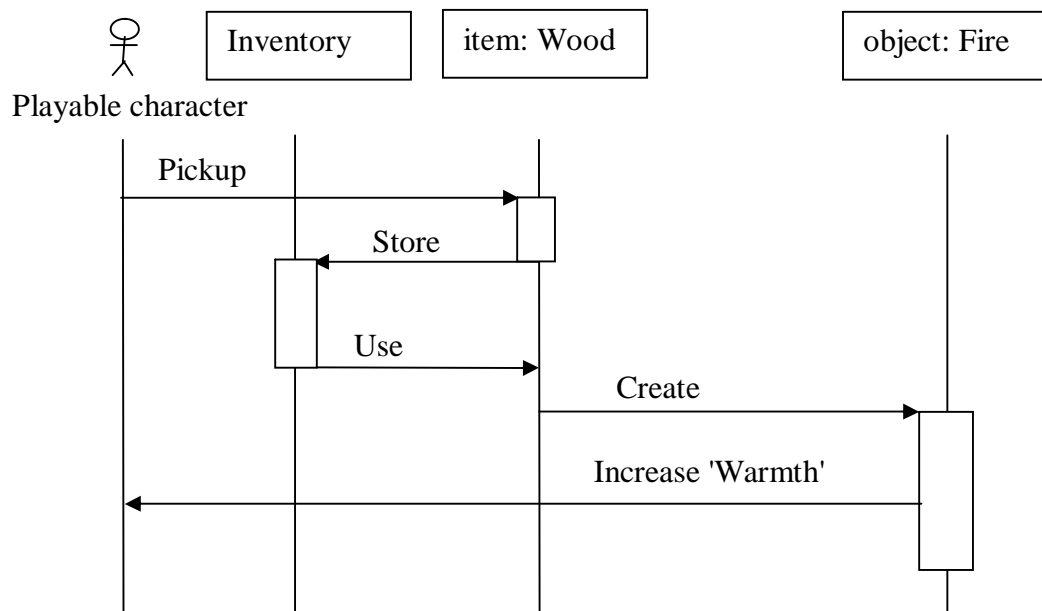 Inventory
item: Wood
object: Fire
Playable character
Pickup
Store
Use
Create
Increase 'Warmth'